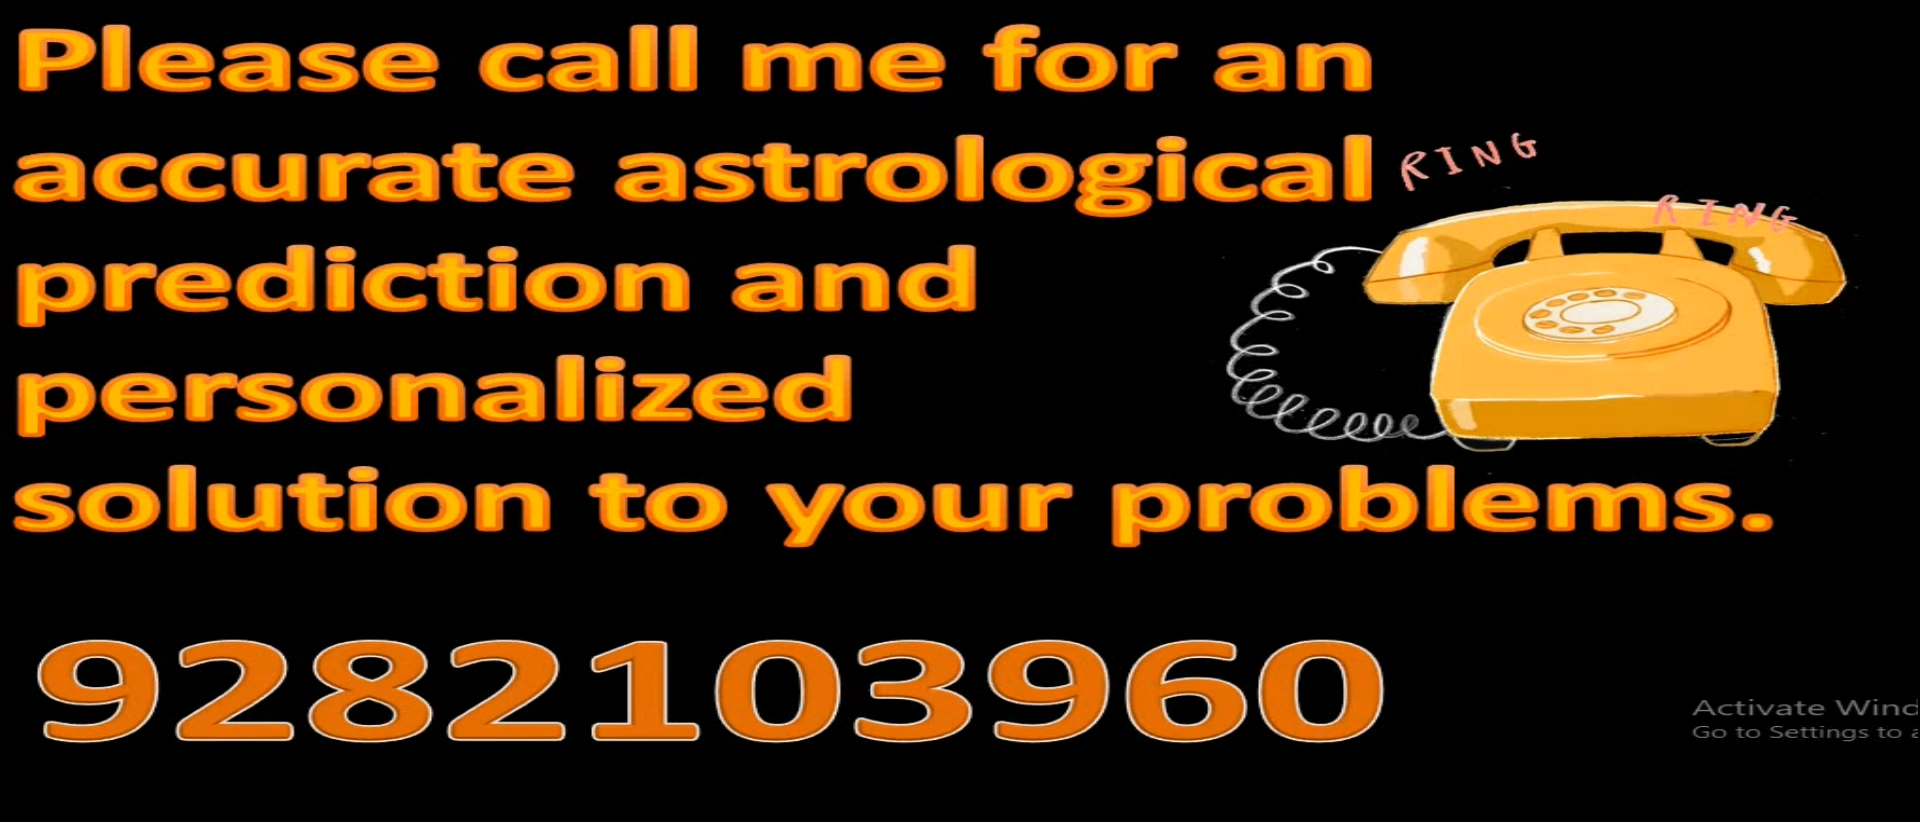 Please call me for an
accurate astrological
prediction and
personalized
solution to your problems.
RING
RING
9282103960
Activate Wind
Go to Settings to a